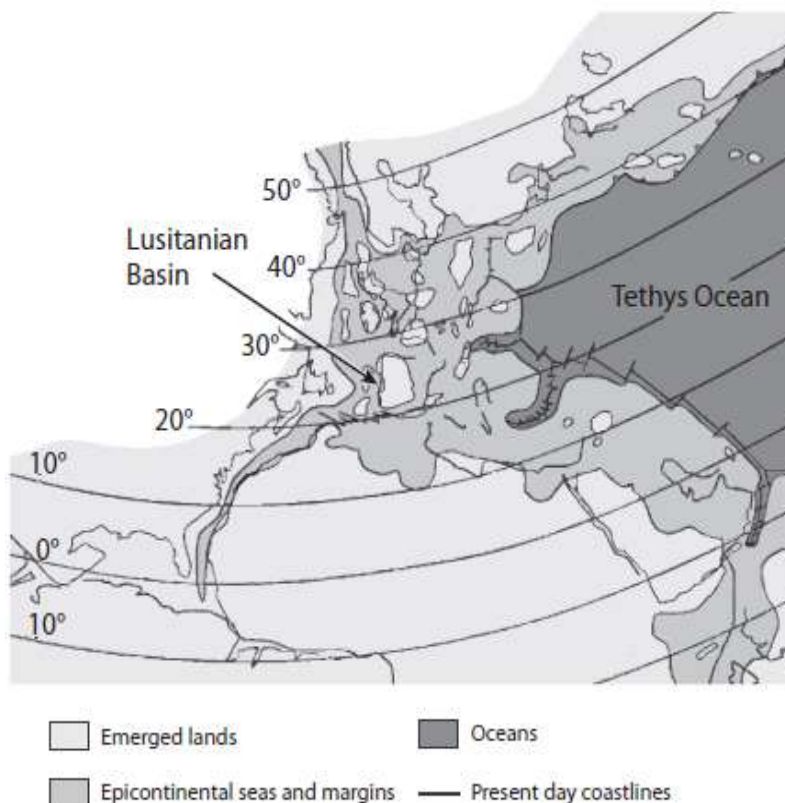 50°
Lusitanian
Basin
40°
Tethys Ocean
30°
20°
10°
0°
10°
Emerged lands
Oceans
Epicontinental seas and margins
Present day coastlines